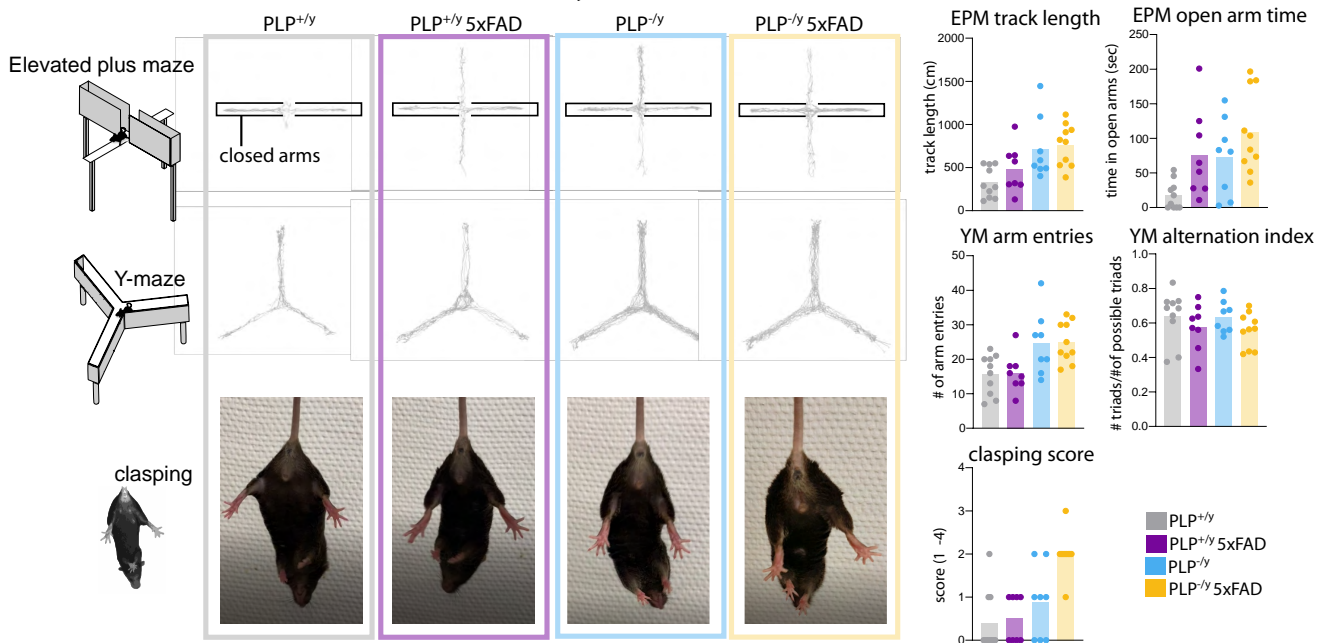 PLP+/y
PLP+/y 5xFAD
PLP-/y
PLP-/y 5xFAD
Elevated plus maze
closed arms
Y-maze
clasping
EPM track length
track length (cm)
2000
1500
1000
500
0
EPM open arm time
time in open arms (sec)
250
200
150
100
50
0
YM arm entries
# of arm entries
50
40
30
20
10
0
YM alternation index
# triads/#of possible triads
1.0
0.8
0.6
0.4
0.2
0.0
clasping score
score (1 -4)
4
3
2
1
0
PLP+/y
PLP+/y 5xFAD
PLP-/y
PLP-/y 5xFAD